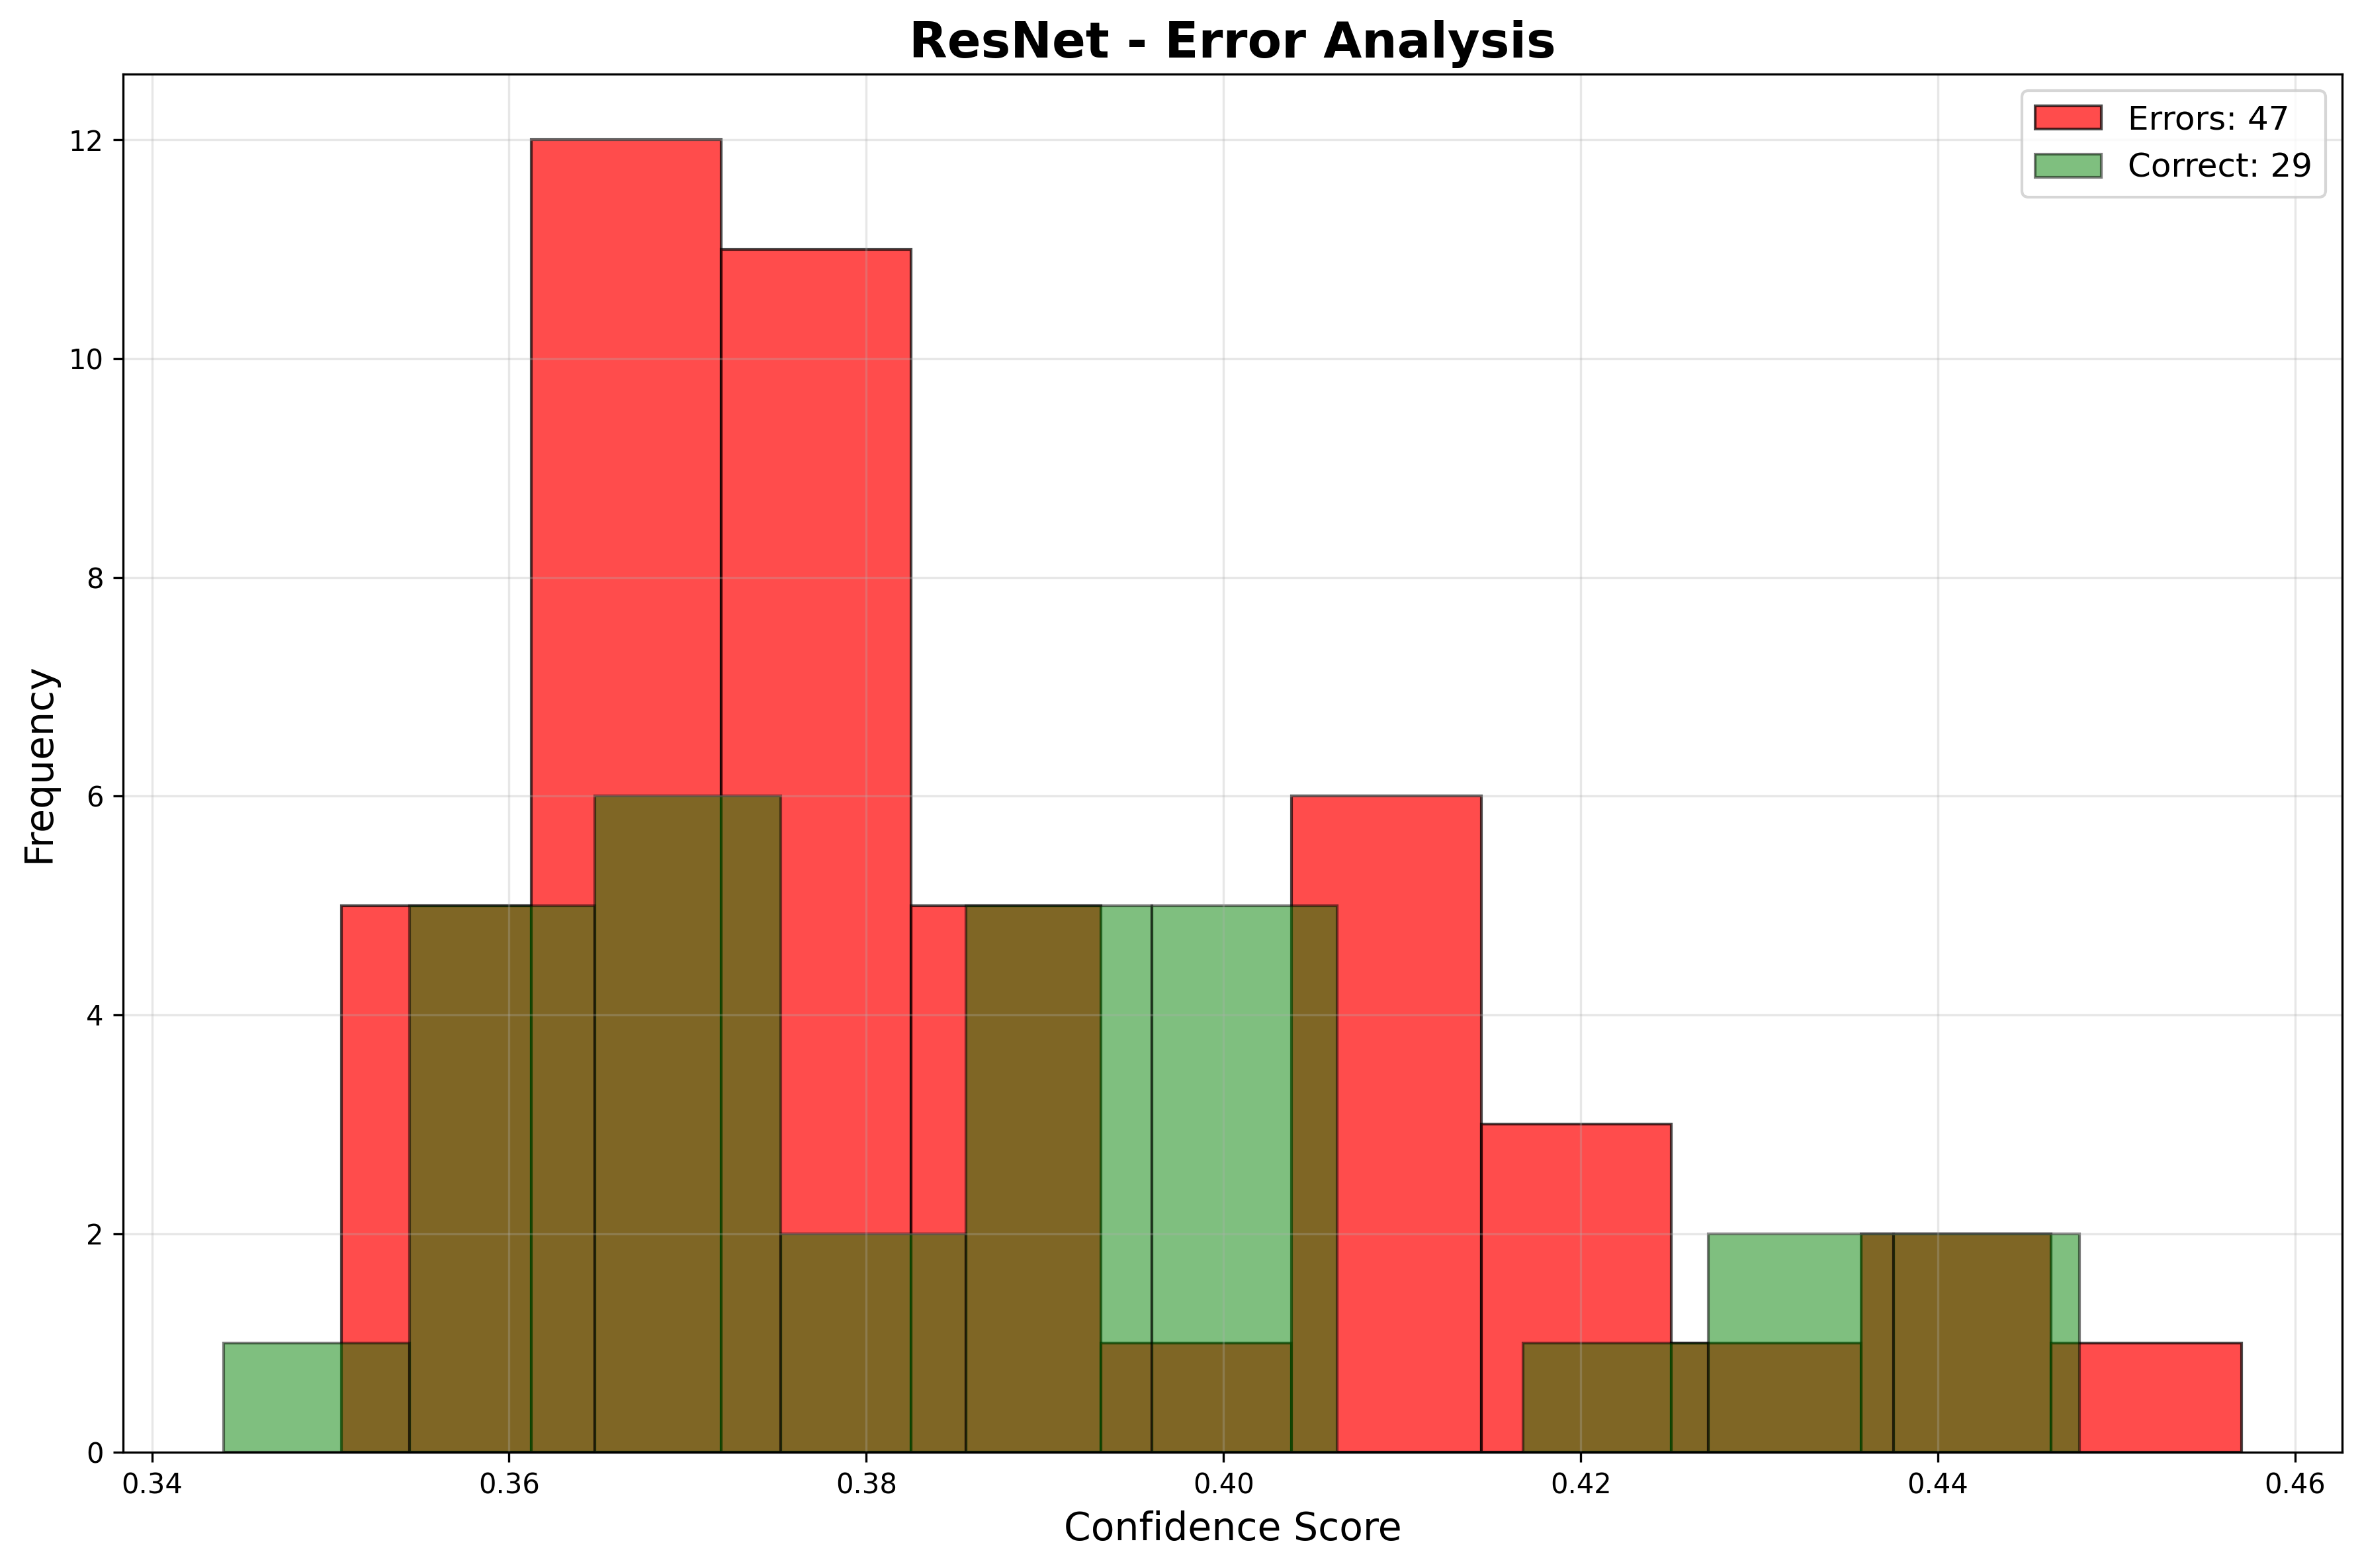 ResNet - Error Analysis
Errors: 47
Correct: 29
12
10
8
6
4
2
0
Frequency
0.34 0.36 0.38 0.40 0.42 0.44 0.46
Confidence Score